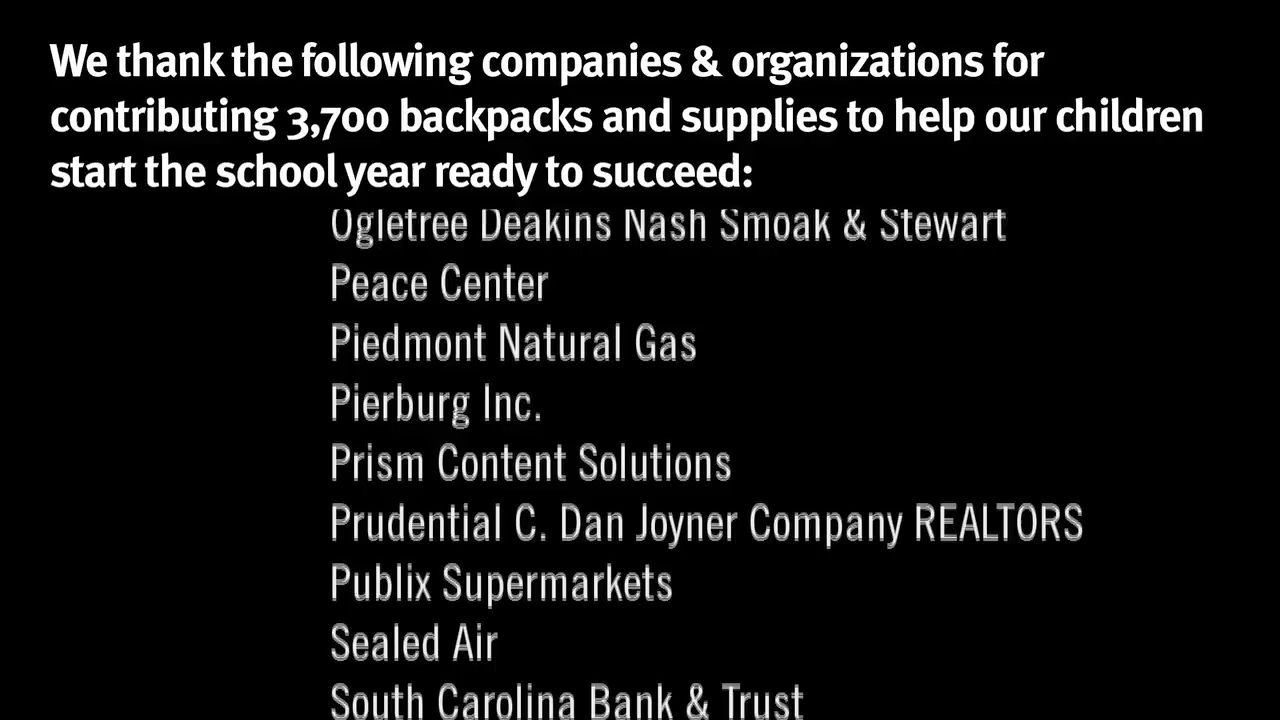 We thank the following companies & organizations for
contributing 3,700 backpacks and supplies to help our children
start the school year ready to succeed:
Ogletree Deakins Nash Smoak & Stewart
Peace Center
Piedmont Natural Gas
Pierburg Inc.
Prism Content Solutions
Prudential C. Dan Joyner Company REALTORS
Publix Supermarkets
Sealed Air
South Carolina Bank & Trust